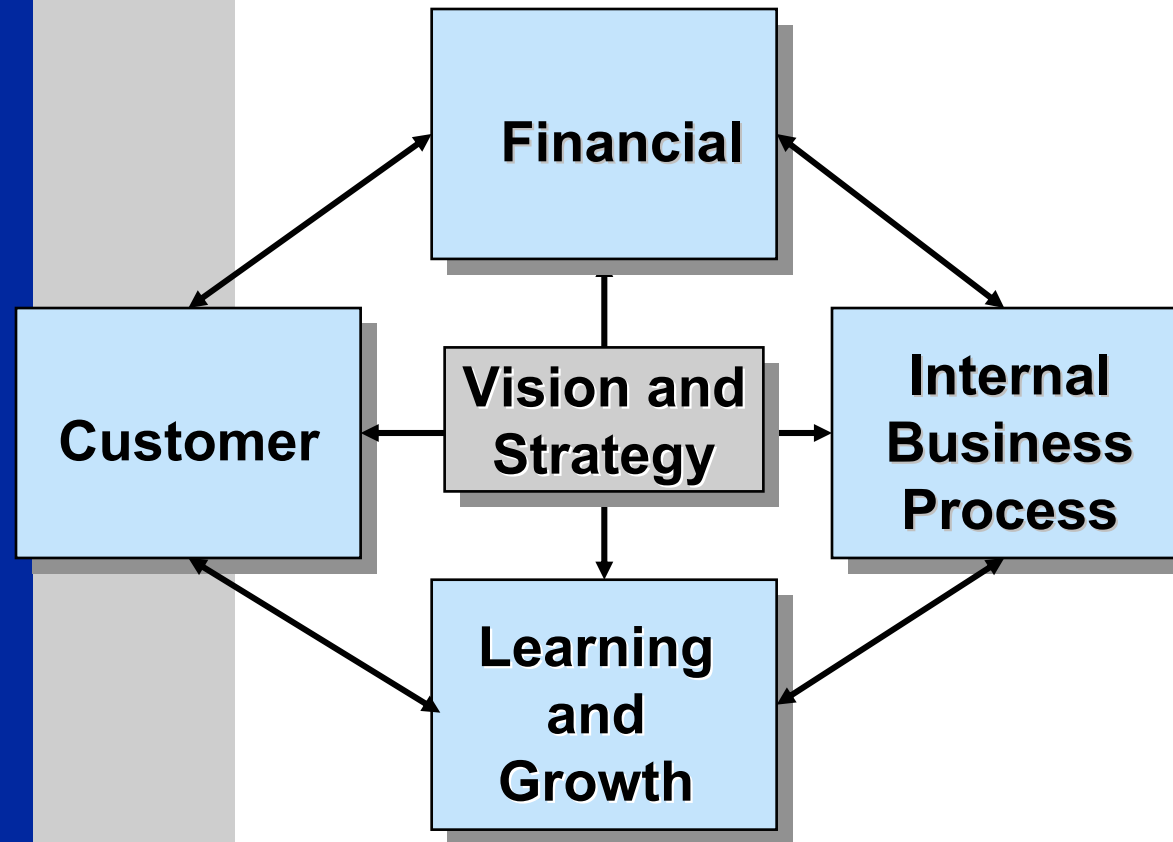 Financial
Customer
Vision and
Strategy
Internal
Business
Process
Learning
and
Growth